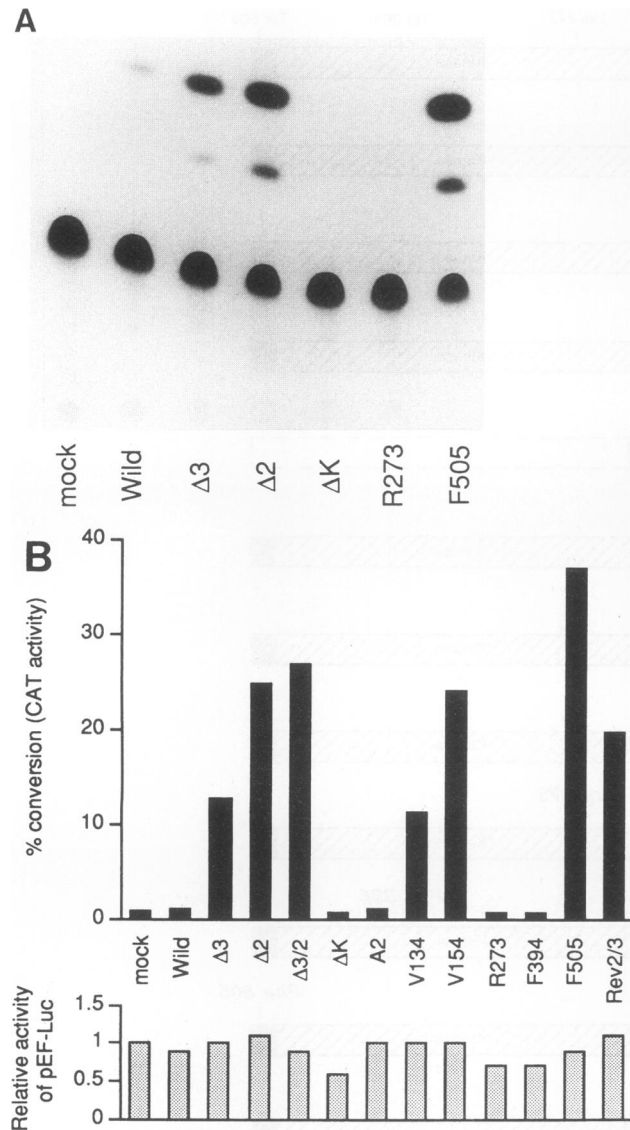 A
mock Wild Δ3 Δ2 ΔK R273 F505
B
% conversion (CAT activity)
40
30
20
10
0
mock Wild Δ3 Δ2 Δ3/2 ΔK A2 V134 V154 R273 F394 F505 Rev2/3
Relative activity
of pEF-Luc
1.5
1
0.5
0